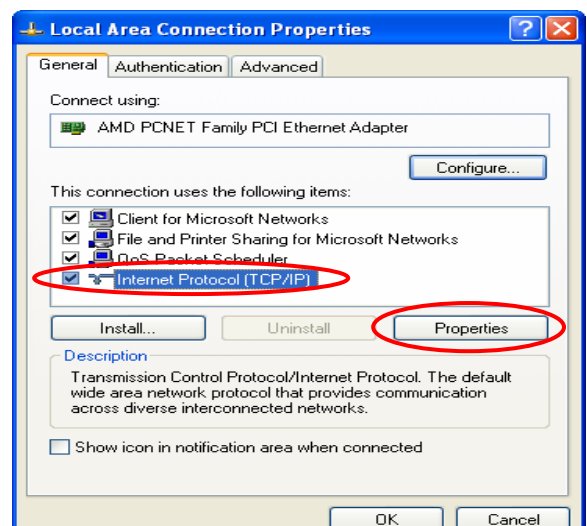 Local Area Connection Properties
General Authentication Advanced
Connect using:
AMD PCNET Family PCI Ethernet Adapter
Configure...
This connection uses the following items:
Client for Microsoft Networks
File and Printer Sharing for Microsoft Networks
QoS Packet Scheduler
Internet Protocol (TCP/IP)
Install... Uninstall Properties
Description
Transmission Control Protocol/Internet Protocol. The default
wide area network protocol that provides communication
across diverse interconnected networks.
Show icon in notification area when connected
OK Cancel